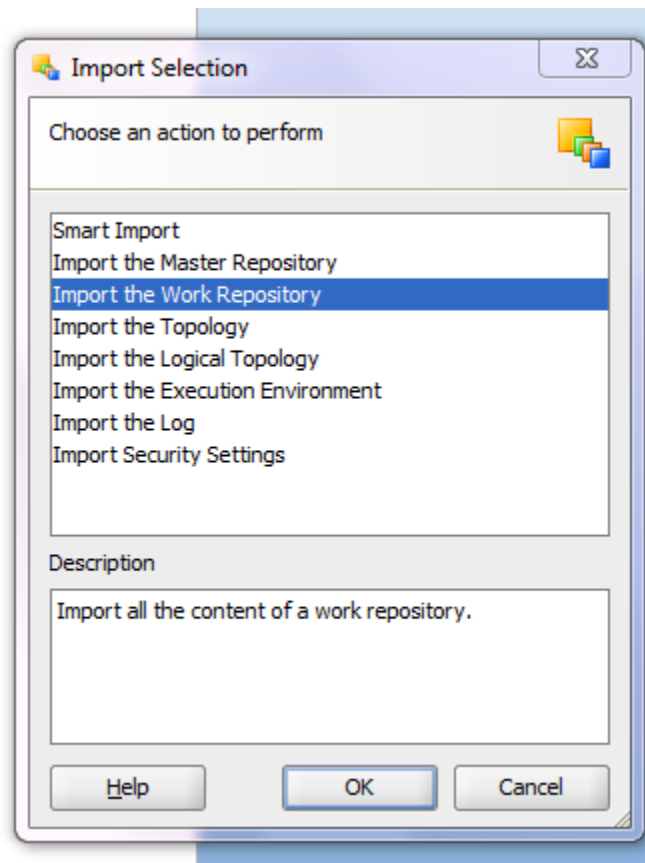 Import Selection
Choose an action to perform
Smart Import
Import the Master Repository
Import the Work Repository
Import the Topology
Import the Logical Topology
Import the Execution Environment
Import the Log
Import Security Settings
Description
Import all the content of a work repository.
Help
OK
Cancel